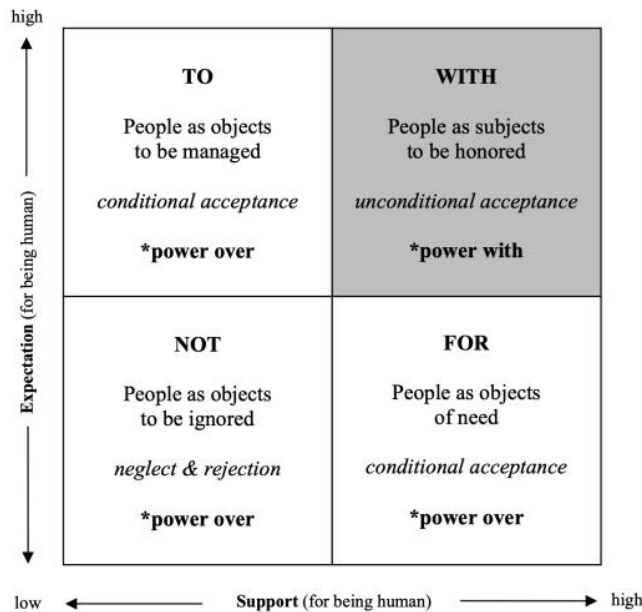 high
TO
People as objects
to be managed
conditional acceptance
*power over
WITH
People as subjects
to be honored
unconditional acceptance
*power with
Expectation (for being human)
NOT
People as objects
to be ignored
neglect & rejection
*power over
FOR
People as objects
of need
conditional acceptance
*power over
low
Support (for being human)
high